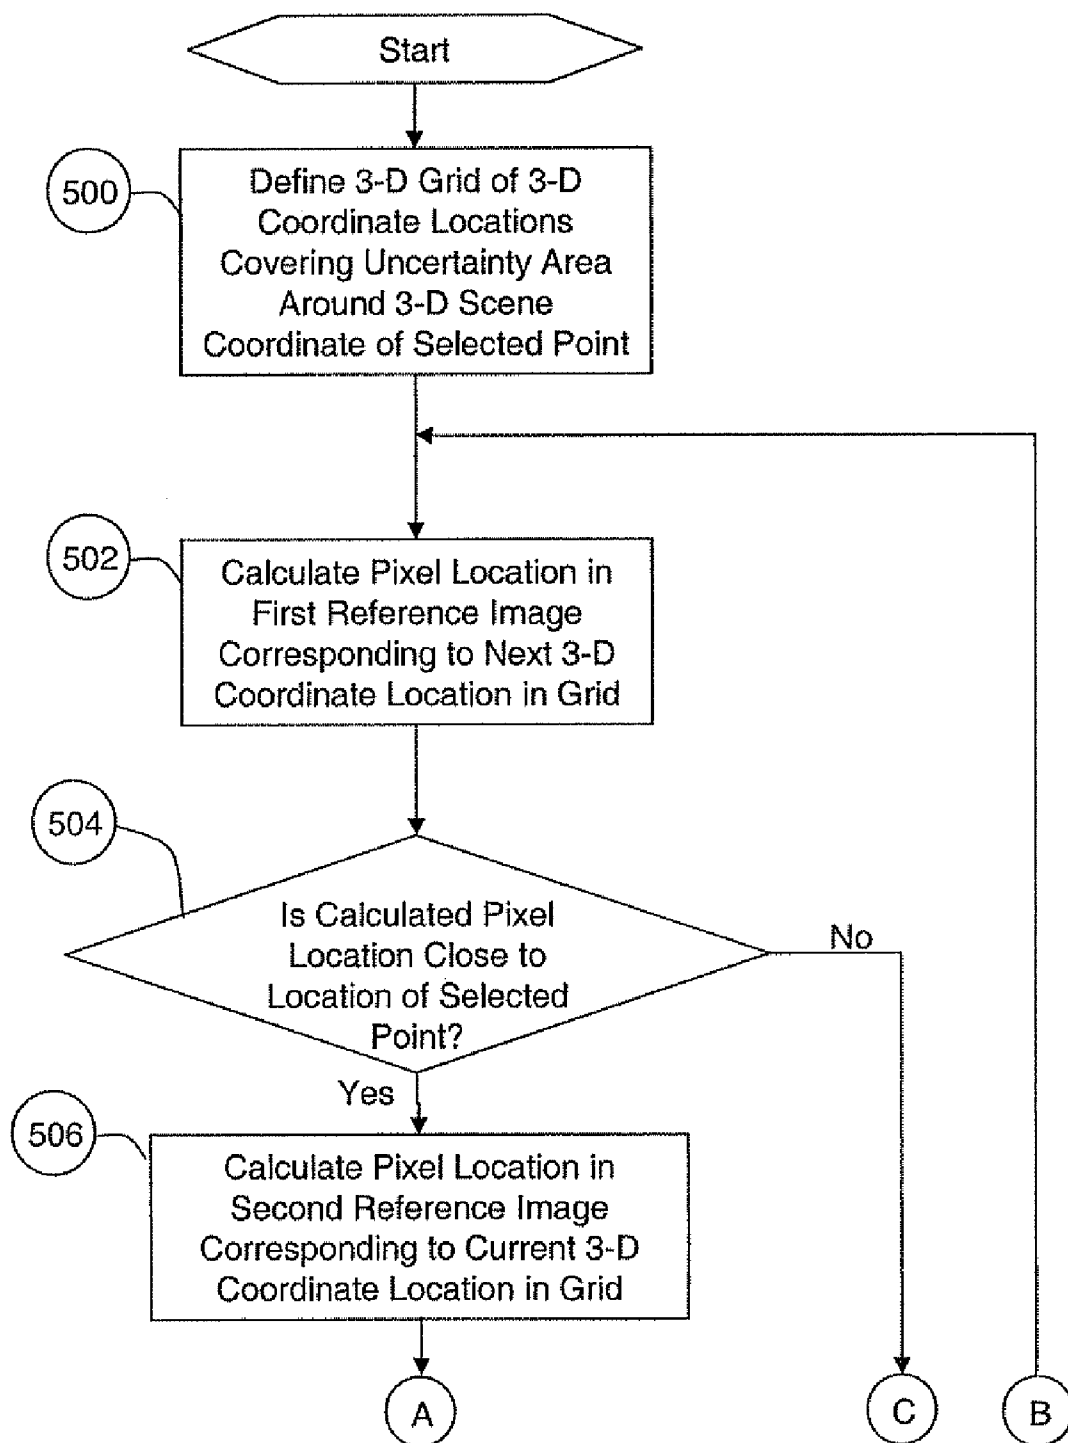 Start
500
Define 3-D Grid of 3-D
Coordinate Locations
Covering Uncertainty Area
Around 3-D Scene
Coordinate of Selected Point
502
Calculate Pixel Location in
First Reference Image
Corresponding to Next 3-D
Coordinate Location in Grid
504
Is Calculated Pixel
Location Close to
Location of Selected
Point?
No
Yes
506
Calculate Pixel Location in
Second Reference Image
Corresponding to Current 3-D
Coordinate Location in Grid
A
C
B